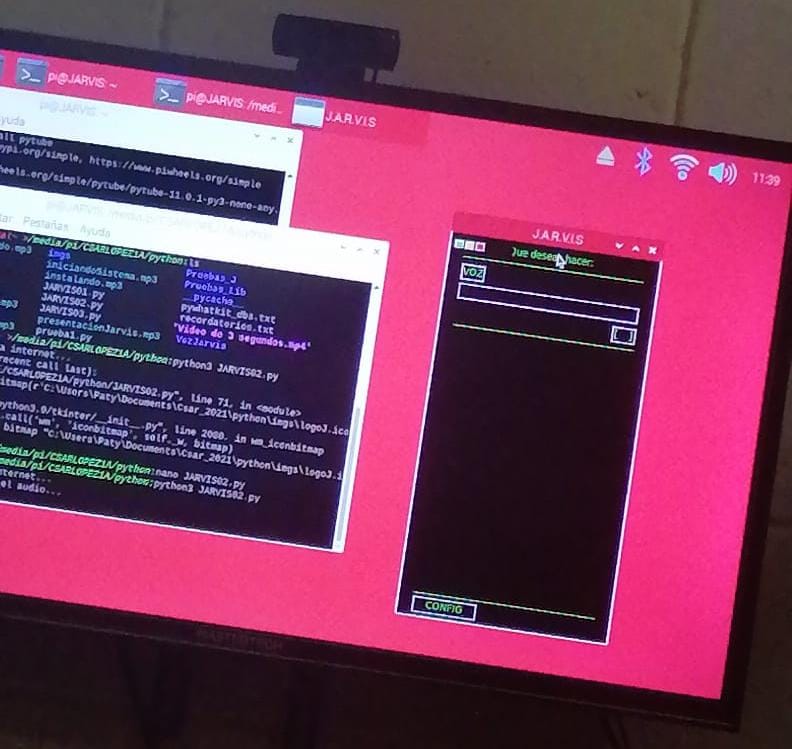 pi@JARVIS: ~
pi@JARVIS: /medi...
J.A.R.V.I.S
11:39
pi@JARVIS: ~
yuda
all pytube
ypi.org/simple, https://www.piwheels.org/simple
heels.org/simple/pytube/pytube-11.0.1-py3-none-any.
tar Pestañas Ayuda
/media/pi/CSARLOPEZ1A/python:ls
do.mp3 imgs Pruebas_J
iniciandoSistema.mp3 Pruebas_Lib
instalando.mp3 __pycache__
JARVIS01.py pywhatkit_dbs.txt
mp3 JARVIS02.py recordatorios.txt
JARVIS03.py 'Video de 3 segundos.mp4'
mp3 presentacionJarvis.mp3 VozJarvis
prueba1.py
/media/pi/CSARLOPEZ1A/python:python3 JARVIS02.py
a internet...
recent call last):
/CSARLOPEZ1A/python/JARVIS02.py", line 71, in <module>
bitmap(r'C:\Users\Paty\Documents\Csar_2021\python\imgs\logoJ.ico
python3.9/tkinter/__init__.py", line 2080, in wm_iconbitmap
.call('wm', 'iconbitmap', self._w, bitmap)
bitmap "C:\Users\Paty\Documents\Csar_2021\python\imgs\logoJ.i
/media/pi/CSARLOPEZ1A/python:nano JARVIS02.py
media/pi/CSARLOPEZ1A/python:python3 JARVIS02.py
nternet...
el audio...
J.A.R.V.I.S
Que deseas hacer:
VOZ
CONFIG